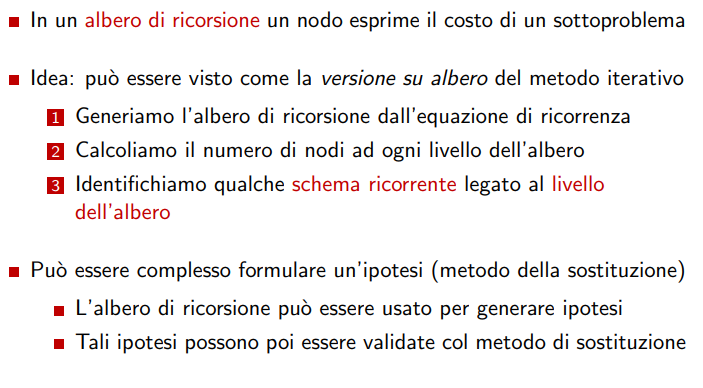 In un albero di ricorsione un nodo esprime il costo di un sottoproblema
Idea: può essere visto come la versione su albero del metodo iterativo
1 Generiamo l'albero di ricorsione dall'equazione di ricorrenza
2 Calcoliamo il numero di nodi ad ogni livello dell'albero
3 Identifichiamo qualche schema ricorrente legato al livello
dell'albero
Può essere complesso formulare un'ipotesi (metodo della sostituzione)
L'albero di ricorsione può essere usato per generare ipotesi
Tali ipotesi possono poi essere validate col metodo di sostituzione